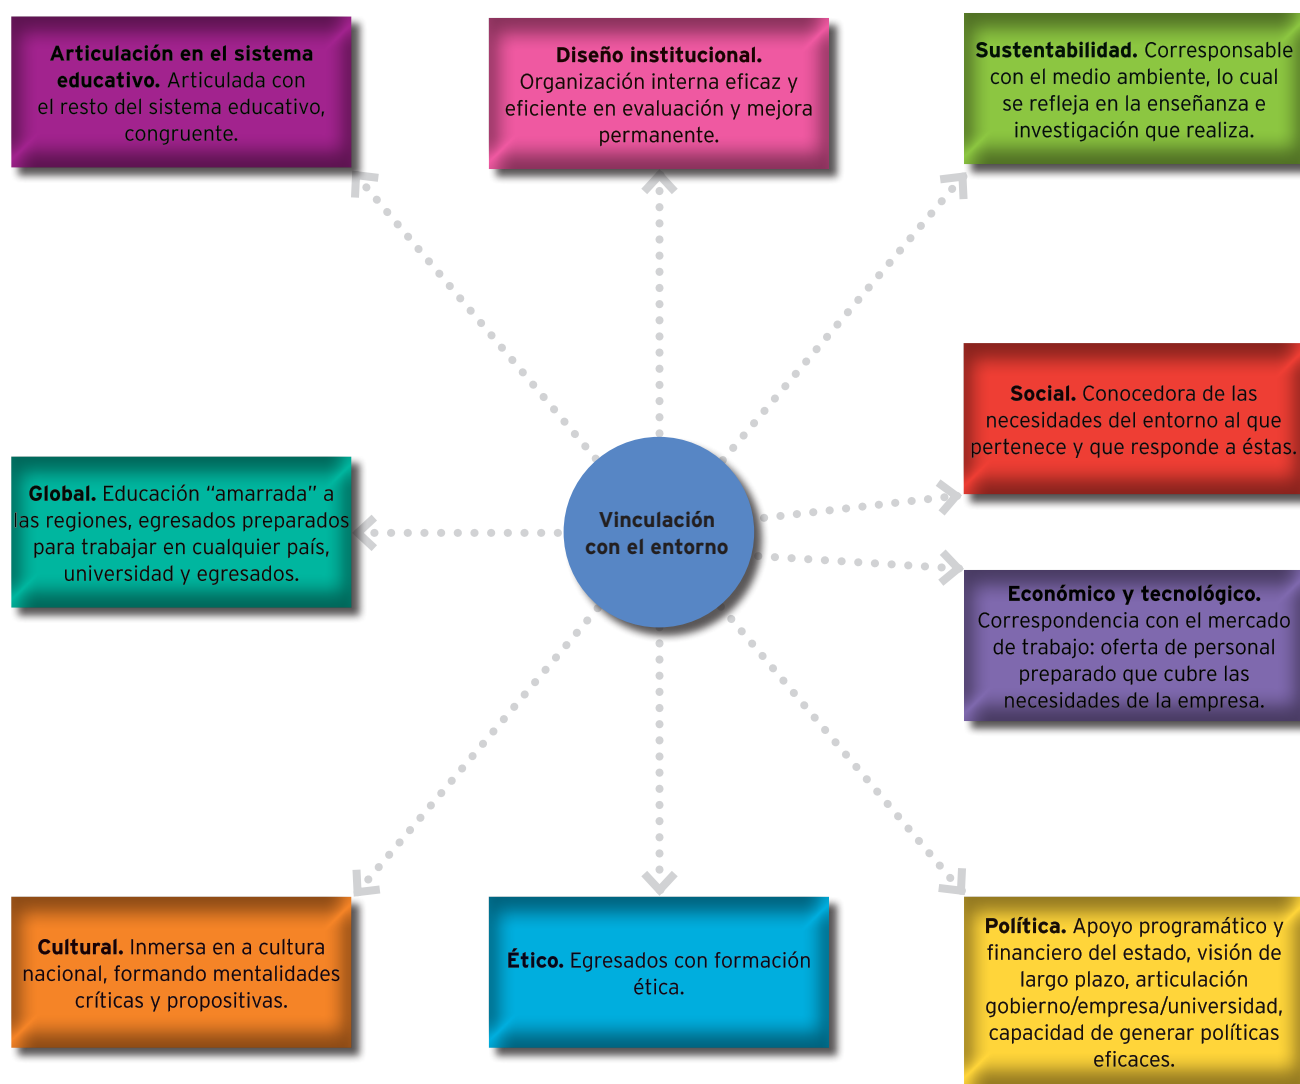 Articulación en el sistema
educativo. Articulada con
el resto del sistema educativo,
congruente.
Diseño institucional.
Organización interna eficaz y
eficiente en evaluación y mejora
permanente.
Sustentabilidad. Corresponsable
con el medio ambiente, lo cual
se refleja en la enseñanza e
investigación que realiza.
Social. Conocedora de las
necesidades del entorno al que
pertenece y que responde a éstas.
Global. Educación “amarrada” a
las regiones, egresados preparados
para trabajar en cualquier país,
universidad y egresados.
Vinculación
con el entorno
Económico y tecnológico.
Correspondencia con el mercado
de trabajo: oferta de personal
preparado que cubre las
necesidades de la empresa.
Cultural. Inmersa en a cultura
nacional, formando mentalidades
críticas y propositivas.
Ético. Egresados con formación
ética.
Política. Apoyo programático y
financiero del estado, visión de
largo plazo, articulación
gobierno/empresa/universidad,
capacidad de generar políticas
eficaces.